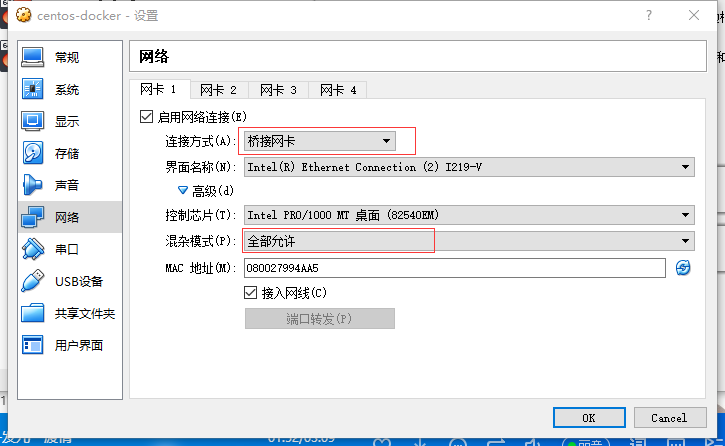 centos-docker - 设置
常规
系统
显示
存储
声音
网络
串口
USB设备
共享文件夹
用户界面
网络
网卡 1 网卡 2 网卡 3 网卡 4
启用网络连接(E)
连接方式(A): 桥接网卡
界面名称(N): Intel(R) Ethernet Connection (2) I219-V
高级(d)
控制芯片(T): Intel PRO/1000 MT 桌面 (82540EM)
混杂模式(P): 全部允许
MAC 地址(M): 080027994AA5
接入网线(C)
端口转发(P)
OK Cancel